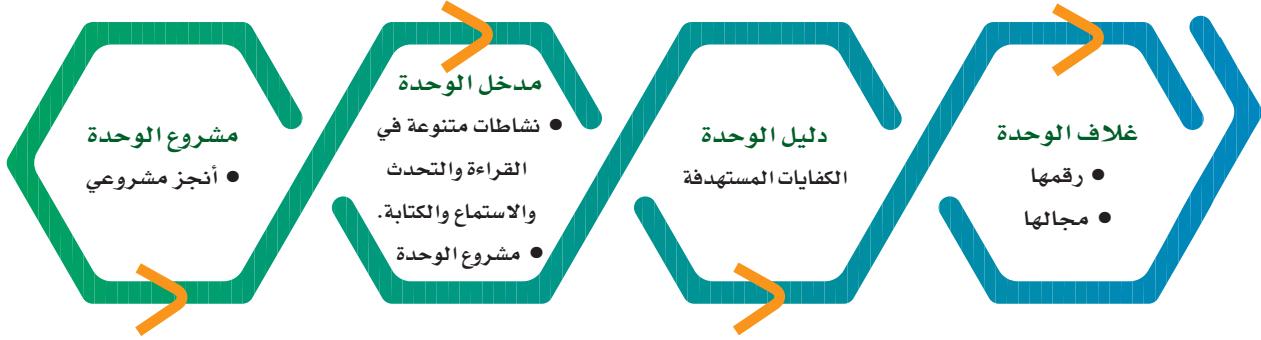 غلاف الوحدة
● رقمها
● مجالها
دليل الوحدة
الكفايات المستهدفة
مدخل الوحدة
● نشاطات متنوعة في
القراءة والتحدث
والاستماع والكتابة.
● مشروع الوحدة
مشروع الوحدة
● أنجز مشروعي